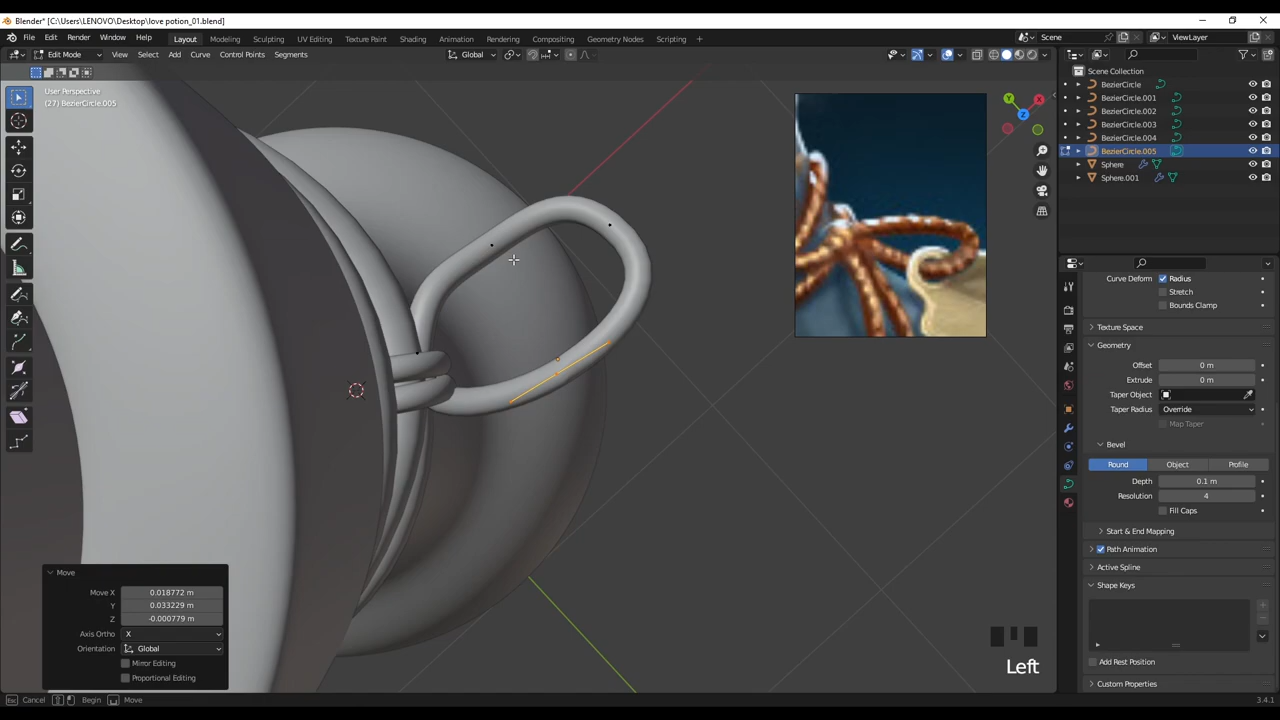 Blender* [C:\Users\LENOVO\Desktop\love potion_01.blend]
File Edit Render Window Help Layout Modeling Sculpting UV Editing Texture Paint Shading Animation Rendering Compositing Geometry Nodes Scripting + Scene ViewLayer
Edit Mode View Select Add Curve Control Points Segments Global
User Perspective
(27) BezierCircle.005
Y
X
Z
Scene Collection
BezierCircle
BezierCircle.001
BezierCircle.002
BezierCircle.003
BezierCircle.004
BezierCircle.005
Sphere
Sphere.001
Curve Deform Radius
Stretch
Bounds Clamp
Texture Space
Geometry
Offset 0 m
Extrude 0 m
Taper Object
Taper Radius Override
Map Taper
Bevel
Round Object Profile
Depth 0.1 m
Resolution 4
Fill Caps
Start & End Mapping
Path Animation
Active Spline
Shape Keys
Add Rest Position
Custom Properties
Move
Move X 0.018772 m
Y 0.033229 m
Z -0.000779 m
Axis Ortho X
Orientation Global
Mirror Editing
Proportional Editing
Left
Esc Cancel Begin Move 3.4.1